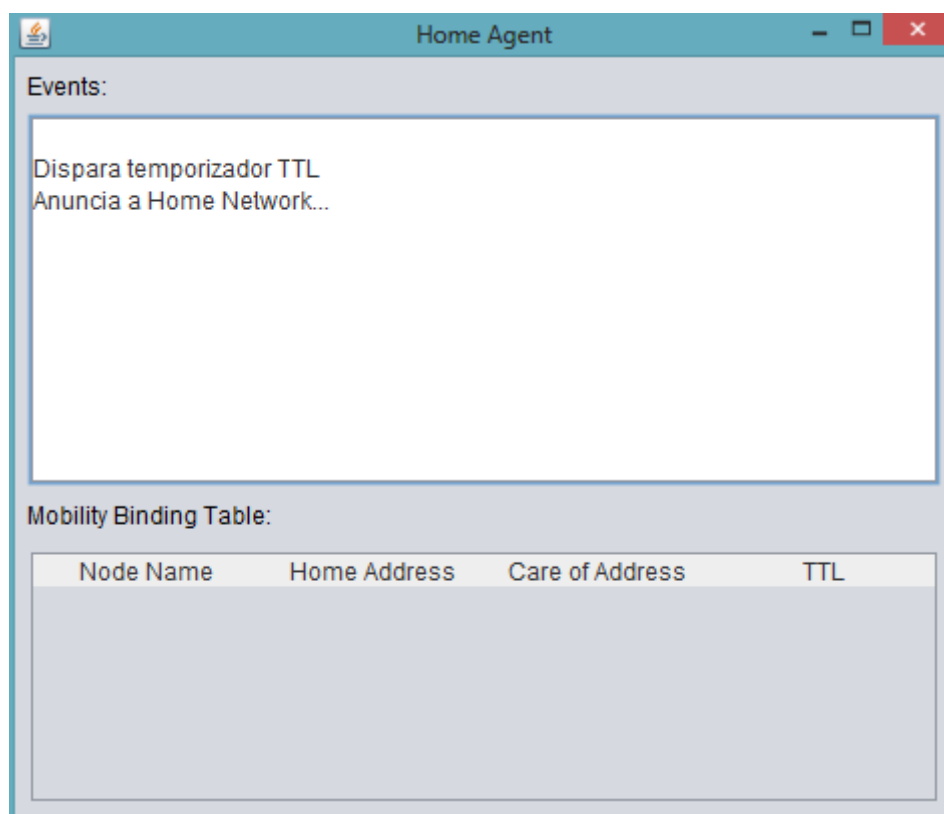 Home Agent
Events:
Dispara temporizador TTL
Anuncia a Home Network...
Mobility Binding Table:
Node Name Home Address Care of Address TTL